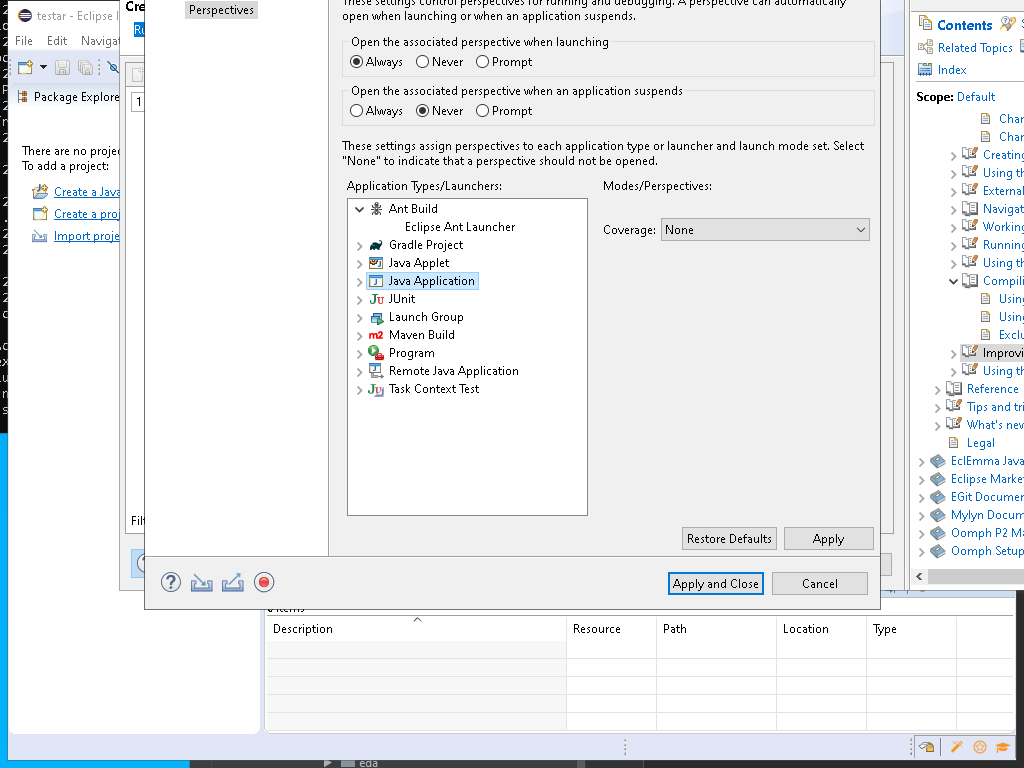 testar - Eclipse I
File Edit Navigat
Package Explore
There are no projec
To add a project:
Create a Java
Create a proj
Import proje
Cre
Ru
1
Filt
Perspectives
These settings control perspectives for running and debugging. A perspective can automatically
open when launching or when an application suspends.
Open the associated perspective when launching
Always Never Prompt
Open the associated perspective when an application suspends
Always Never Prompt
These settings assign perspectives to each application type or launcher and launch mode set. Select
"None" to indicate that a perspective should not be opened.
Application Types/Launchers:
Modes/Perspectives:
Ant Build
Eclipse Ant Launcher
Gradle Project
Java Applet
Java Application
JUnit
Launch Group
Maven Build
Program
Remote Java Application
Task Context Test
Coverage: None
Restore Defaults Apply
Apply and Close Cancel
Contents
Related Topics
Index
Scope: Default
Char
Char
Creating
Using th
External
Navigat
Working
Running
Using th
Compili
Using
Using
Exclu
Improvi
Using th
Reference
Tips and tri
What's new
Legal
EclEmma Java
Eclipse Marke
EGit Documer
Mylyn Docum
Oomph P2 Ma
Oomph Setup
0 items
Description Resource Path Location Type
eda